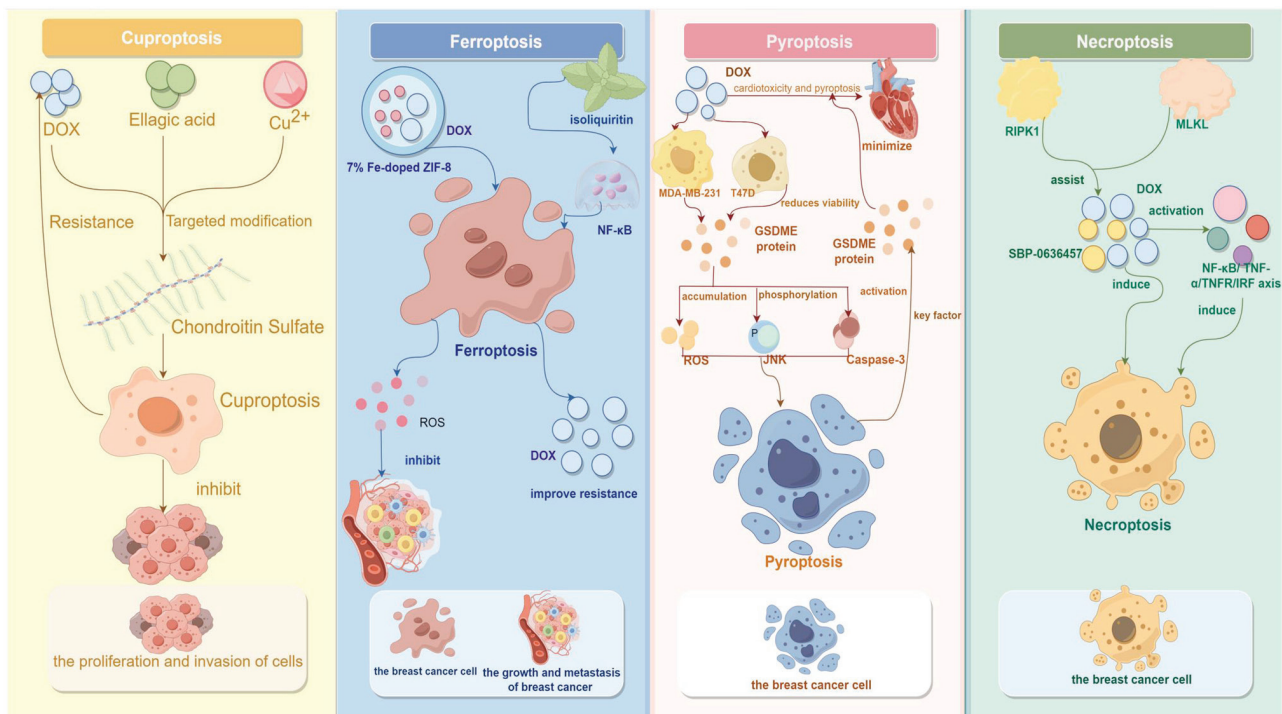 Cuproptosis
DOX
Ellagic acid
Cu2+
Resistance
Targeted modification
Chondroitin Sulfate
Cuproptosis
inhibit
the proliferation and invasion of cells
Ferroptosis
DOX
7% Fe-doped ZIF-8
isoliquiritin
NF-κB
Ferroptosis
ROS
inhibit
DOX
improve resistance
the breast cancer cell
the growth and metastasis
of breast cancer
Pyroptosis
DOX
cardiotoxicity and pyroptosis
minimize
MDA-MB-231
T47D
reduces viability
GSDME
protein
GSDME
protein
accumulation
phosphorylation
activation
key factor
ROS
P
JNK
Caspase-3
Pyroptosis
the breast cancer cell
Necroptosis
RIPK1
MLKL
assist
DOX
activation
SBP-0636457
NF-κB/ TNF-
α/TNFR/IRF axis
induce
induce
Necroptosis
the breast cancer cell